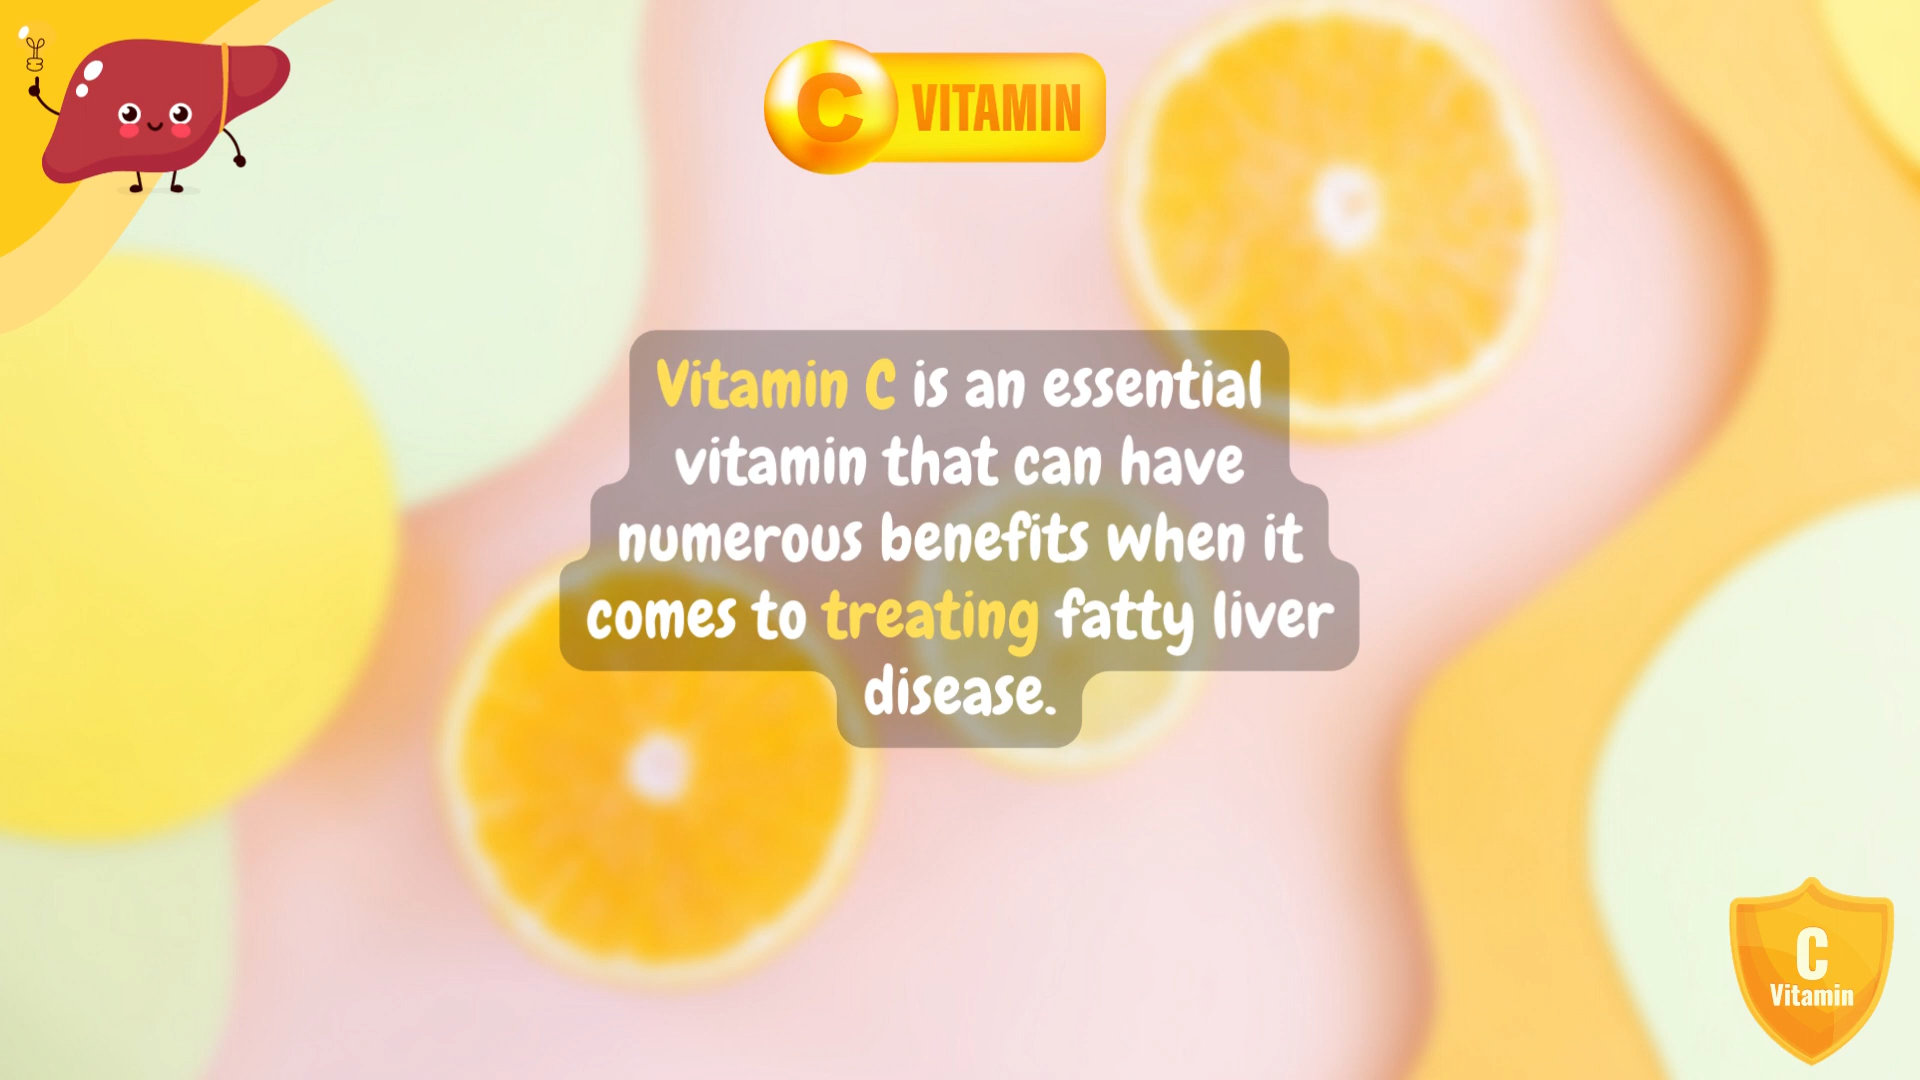 C VITAMIN
Vitamin C is an essential
vitamin that can have
numerous benefits when it
comes to treating fatty liver
disease.
C
Vitamin